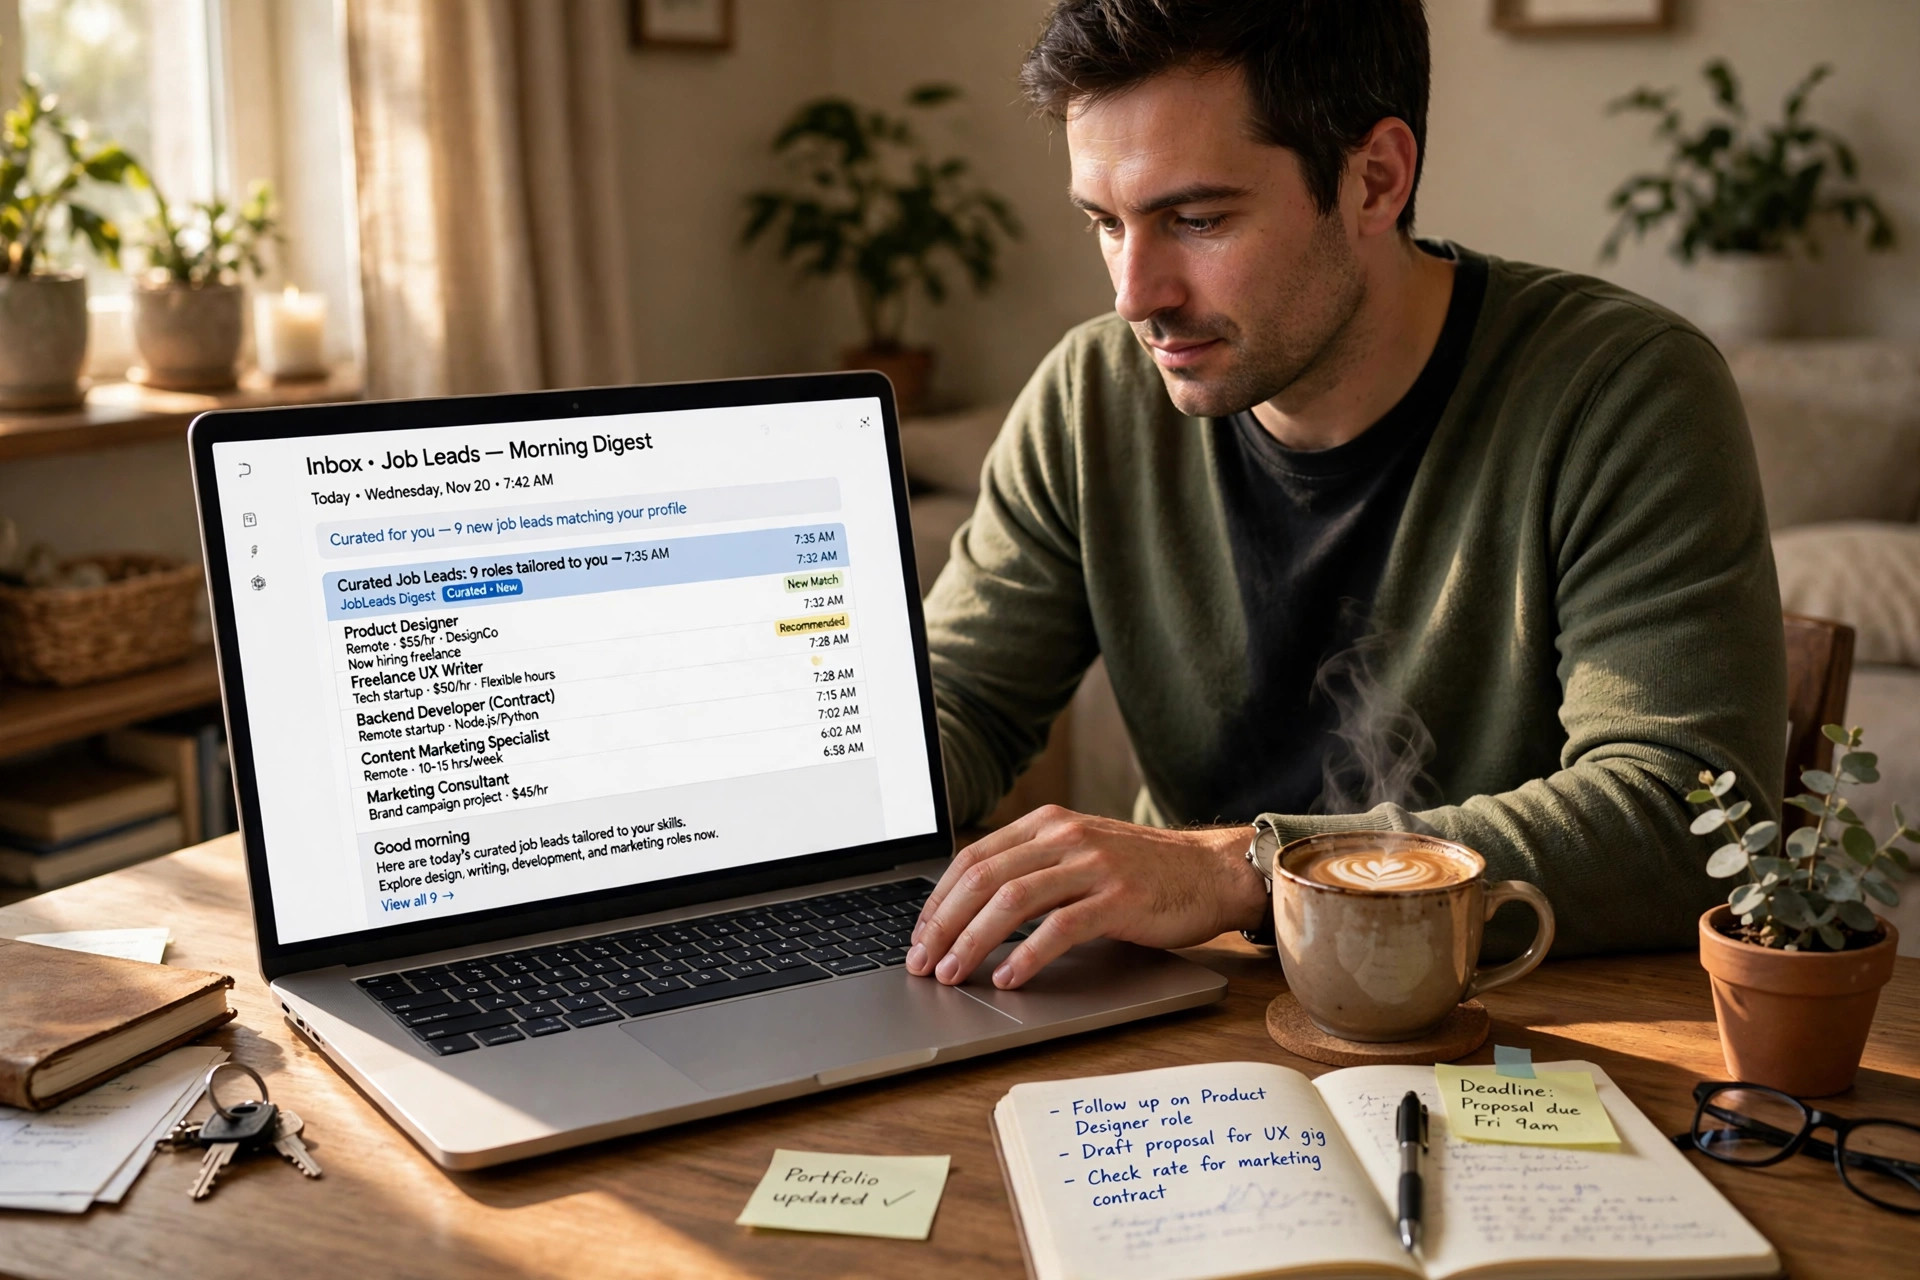 Inbox • Job Leads — Morning Digest
Today • Wednesday, Nov 20 • 7:42 AM
Curated for you — 9 new job leads matching your profile
Curated Job Leads: 9 roles tailored to you — 7:35 AM
7:35 AM
JobLeads Digest Curated • New
7:32 AM
New Match
Product Designer
7:32 AM
Remote · $55/hr · DesignCo
Recommended
Now hiring freelance
7:28 AM
Freelance UX Writer
Tech startup · $50/hr · Flexible hours
7:28 AM
Backend Developer (Contract)
7:15 AM
Remote startup · Node.js/Python
7:02 AM
Content Marketing Specialist
6:02 AM
Remote · 10-15 hrs/week
6:58 AM
Marketing Consultant
Brand campaign project · $45/hr
Good morning
Here are today's curated job leads tailored to your skills.
Explore design, writing, development, and marketing roles now.
View all 9 →
Portfolio
updated ✓
- Follow up on Product
Designer role
- Draft proposal for UX gig
- Check rate for marketing
contract
Deadline:
Proposal due
Fri 9am